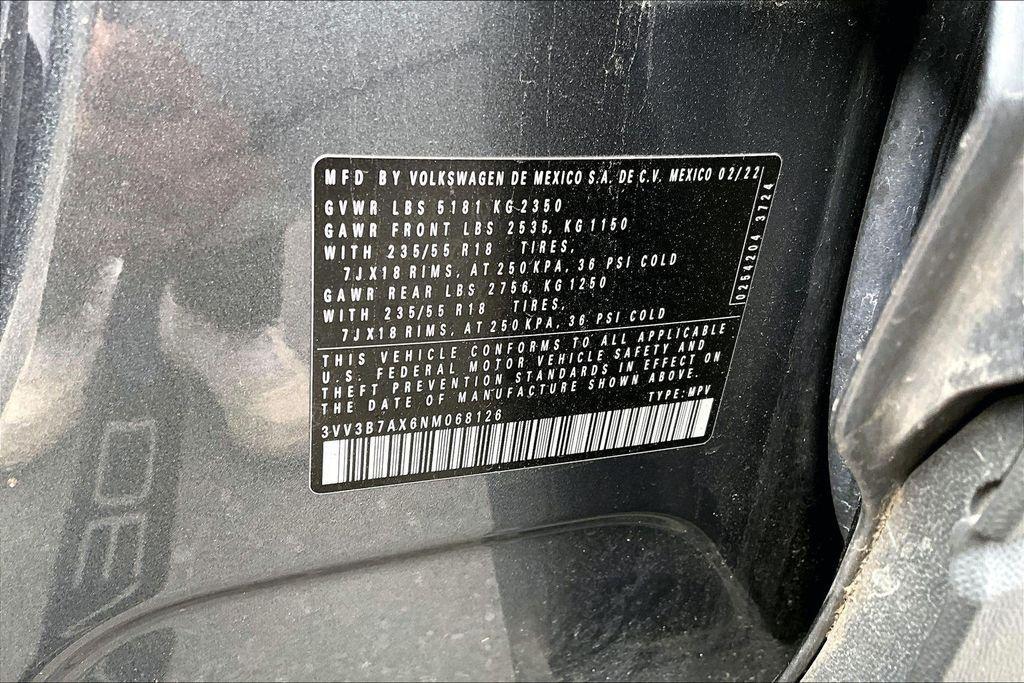 MFD BY VOLKSWAGEN DE MEXICO S.A. DE C.V. MEXICO 02/22
GVWR LBS 5181 KG 2350
GAWR FRONT LBS 2535, KG 1150
WITH 235/55 R18 TIRES,
7JX18 RIMS, AT 250 KPA, 36 PSI COLD
GAWR REAR LBS 2756, KG 1250
WITH 235/55 R18 TIRES,
7JX18 RIMS, AT 250 KPA, 36 PSI COLD
0254204 3724
THIS VEHICLE CONFORMS TO ALL APPLICABLE
U.S. FEDERAL MOTOR VEHICLE SAFETY AND
THEFT PREVENTION STANDARDS IN EFFECT ON
THE DATE OF MANUFACTURE SHOWN ABOVE.
TYPE: MPV
3VV3B7AX6NM068126